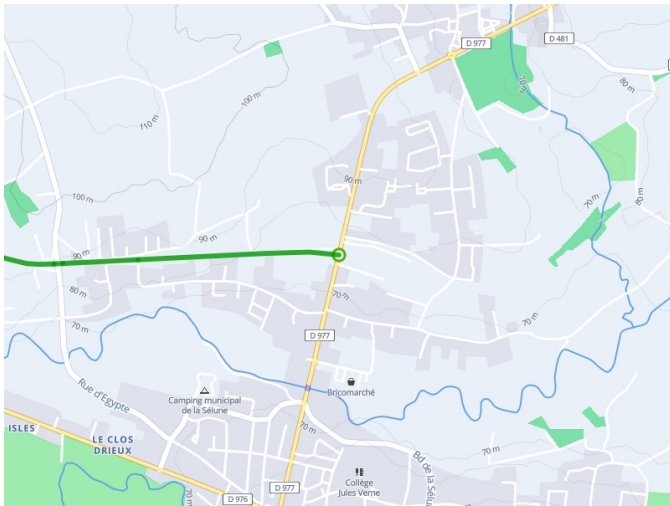 D 977
D 481
70 m
80 m
100 m
110 m
90 m
70 m
80 m
100 m
90 m
90 m
80 m
70 m
70 m
70 m
D 977
Bricomarché
Camping municipal
de la Sélune
Rue d'Egypte
ISLES
LE CLOS
DRIEUX
70 m
70 m
Bd de la Sélune
Collège
Jules Verne
D 976
D 977
70 m